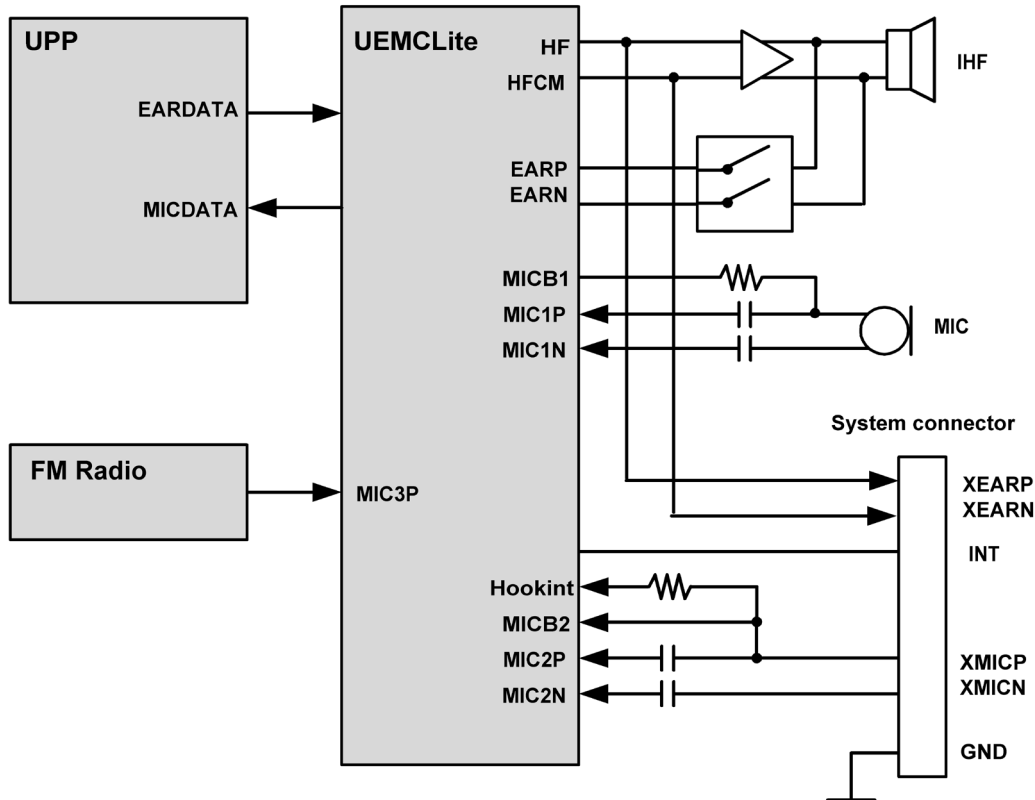 UPP
EARDATA
MICDATA
FM Radio
UEMCLite
HF
HFCM
EARP
EARN
MICB1
MIC1P
MIC1N
MIC3P
Hookint
MICB2
MIC2P
MIC2N
IHF
MIC
System connector
XEARP
XEARN
INT
XMICP
XMICN
GND